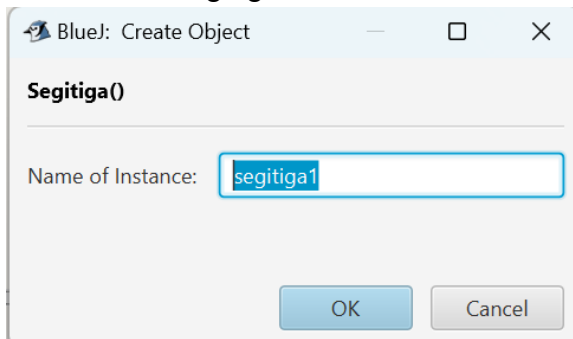 BlueJ: Create Object
Segitiga()
Name of Instance: segitiga1
OK Cancel